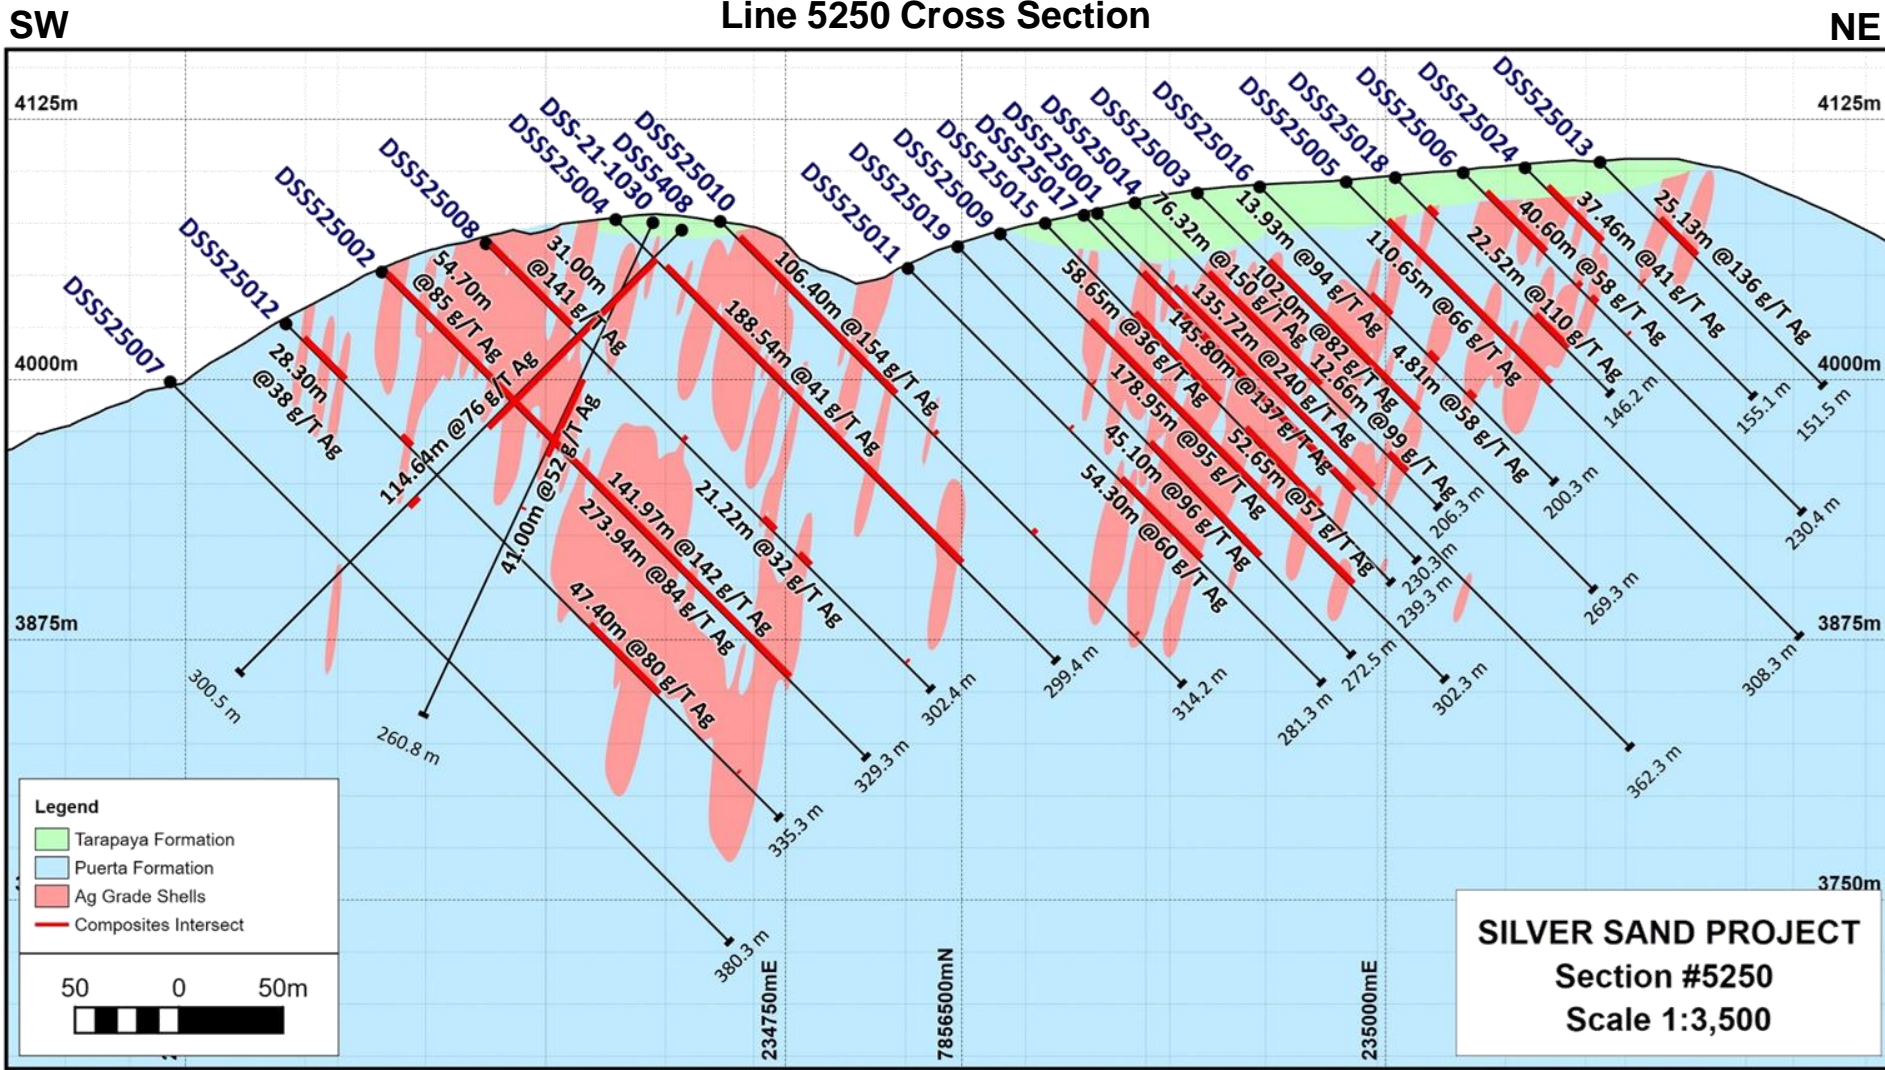 Line 5250 Cross Section
SW
NE
4125m
4125m
4000m
4000m
3875m
3875m
3750m
DSS525007
DSS525012
DSS525002
DSS525008
DSS525004
DSS-21-1030
DSS5408
DSS525010
DSS525011
DSS525019
DSS525009
DSS525015
DSS525017
DSS525001
DSS525014
DSS525003
DSS525016
DSS525005
DSS525018
DSS525006
DSS525024
DSS525013
28.30m
@38 g/T Ag
54.70m
@85 g/T Ag
31.00m
@141 g/T Ag
114.64m @76 g/T Ag
41.00m @52 g/T Ag
106.40m @154 g/T Ag
188.54m @41 g/T Ag
21.22m @32 g/T Ag
141.97m @142 g/T Ag
273.94m @84 g/T Ag
47.40m @80 g/T Ag
58.65m @36 g/T Ag
178.95m @95 g/T Ag
45.10m @96 g/T Ag
54.30m @60 g/T Ag
76.32m @150 g/T Ag
135.72m @240 g/T Ag
145.80m @137 g/T Ag
52.65m @57 g/T Ag
13.93m @94 g/T Ag
102.0m @82 g/T Ag
12.66m @99 g/T Ag
110.65m @66 g/T Ag
4.81m @58 g/T Ag
22.52m @110 g/T Ag
40.60m @58 g/T Ag
37.46m @41 g/T Ag
25.13m @136 g/T Ag
300.5 m
260.8 m
380.3 m
335.3 m
329.3 m
302.4 m
299.4 m
314.2 m
281.3 m
272.5 m
302.3 m
239.3 m
230.3 m
206.3 m
200.3 m
269.3 m
362.3 m
308.3 m
230.4 m
146.2 m
155.1 m
151.5 m
234750mE
7856500mN
235000mE
Legend
Tarapaya Formation
Puerta Formation
Ag Grade Shells
Composites Intersect
50 0 50m
SILVER SAND PROJECT
Section #5250
Scale 1:3,500